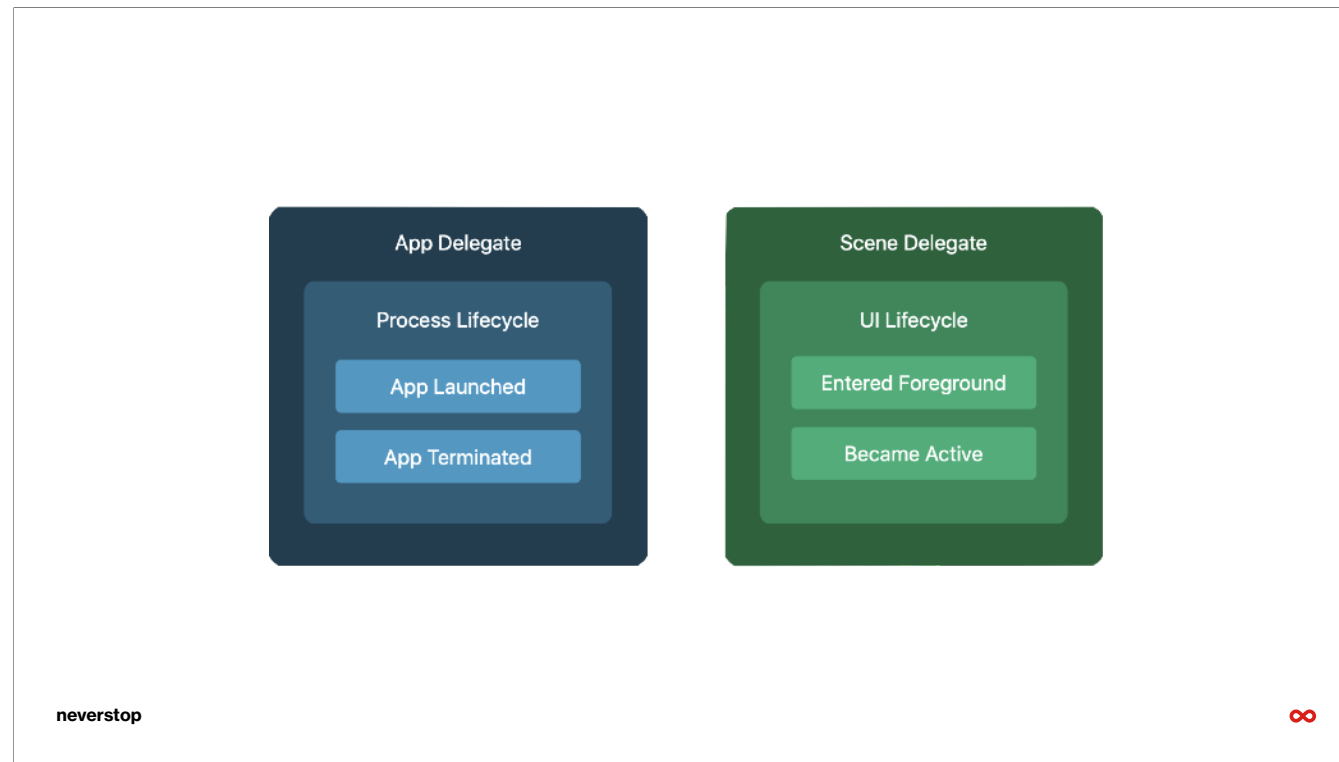 App Delegate
Process Lifecycle
App Launched
App Terminated
Scene Delegate
UI Lifecycle
Entered Foreground
Became Active
neverstop